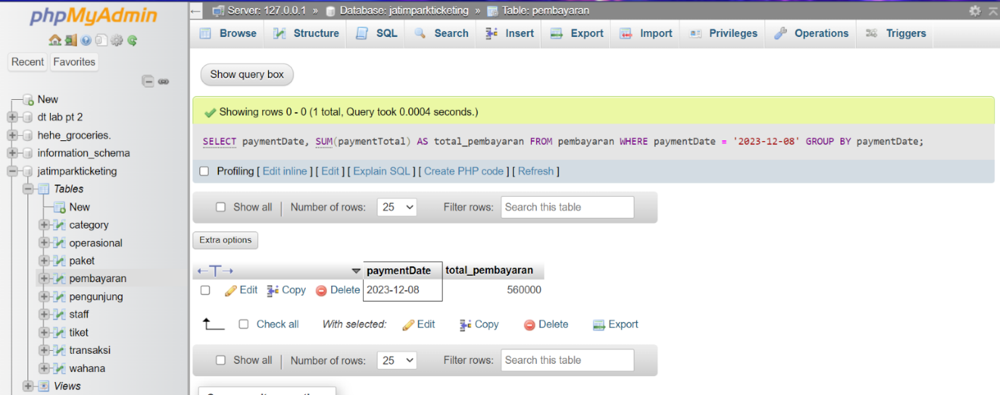 phpMyAdmin
Recent Favorites
New
dt lab pt 2
hehe_groceries.
information_schema
jatimparkticketing
Tables
New
category
operasional
paket
pembayaran
pengunjung
staff
tiket
transaksi
wahana
Views
Server: 127.0.0.1 » Database: jatimparkticketing » Table: pembayaran
Browse Structure SQL Search Insert Export Import Privileges Operations Triggers
Show query box
Showing rows 0 - 0 (1 total, Query took 0.0004 seconds.)
SELECT paymentDate, SUM(paymentTotal) AS total_pembayaran FROM pembayaran WHERE paymentDate = '2023-12-08' GROUP BY paymentDate;
Profiling [ Edit inline ] [ Edit ] [ Explain SQL ] [ Create PHP code ] [ Refresh ]
Show all Number of rows: 25 Filter rows: Search this table
Extra options
paymentDate total_pembayaran
Edit Copy Delete 2023-12-08 560000
Check all With selected: Edit Copy Delete Export
Show all Number of rows: 25 Filter rows: Search this table